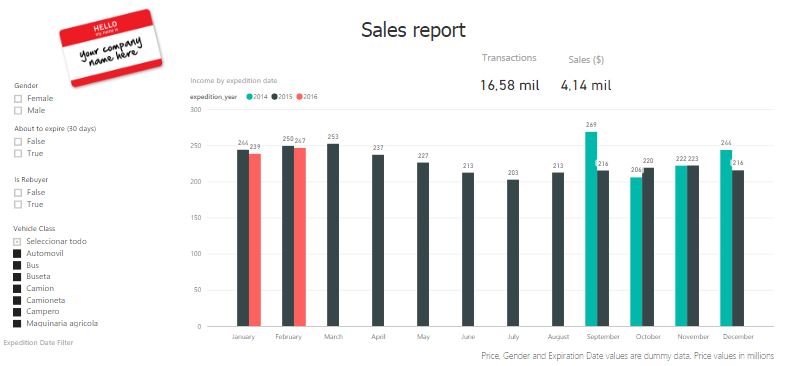 HELLO
my name is
your company
name here
Sales report
Transactions
Sales ($)
16,58 mil
4,14 mil
Gender
Female
Male
About to expire (30 days)
False
True
Is Rebuyer
False
True
Vehicle Class
Seleccionar todo
Automovil
Bus
Buseta
Camion
Camioneta
Campero
Maquinaria agricola
Expedition Date Filter
Income by expedition date
expedition_year 2014 2015 2016
300
250
200
150
100
50
0
244 239 250 247 253 237 227 213 203 213 269 216 206 220 222 223 244 216
January February March April May June July August September October November December
Price, Gender and Expiration Date values are dummy data. Price values in millions